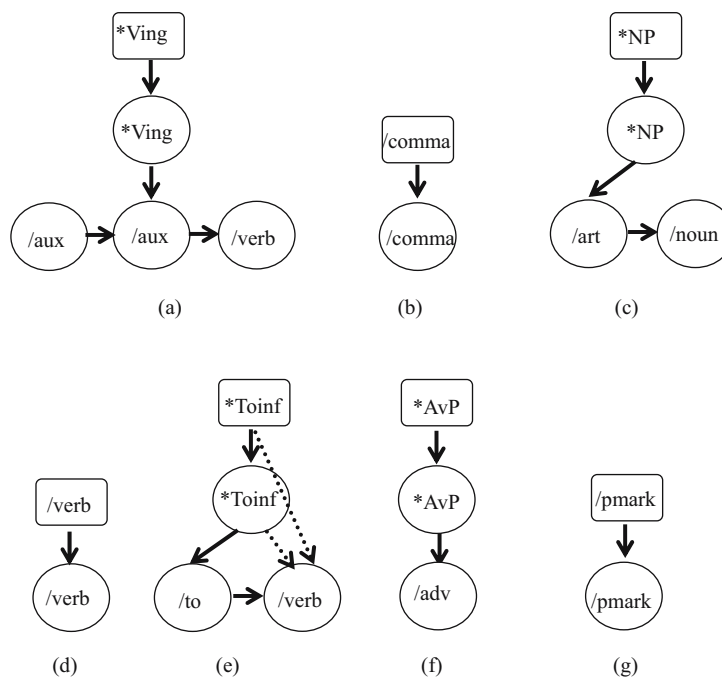 *Ving
*NP
*Ving
/comma
*NP
/aux
/aux
/verb
/comma
/art
/noun
(a)
(b)
(c)
*Toinf
*AvP
/verb
*Toinf
*AvP
/pmark
/verb
/to
/verb
/adv
/pmark
(d)
(e)
(f)
(g)